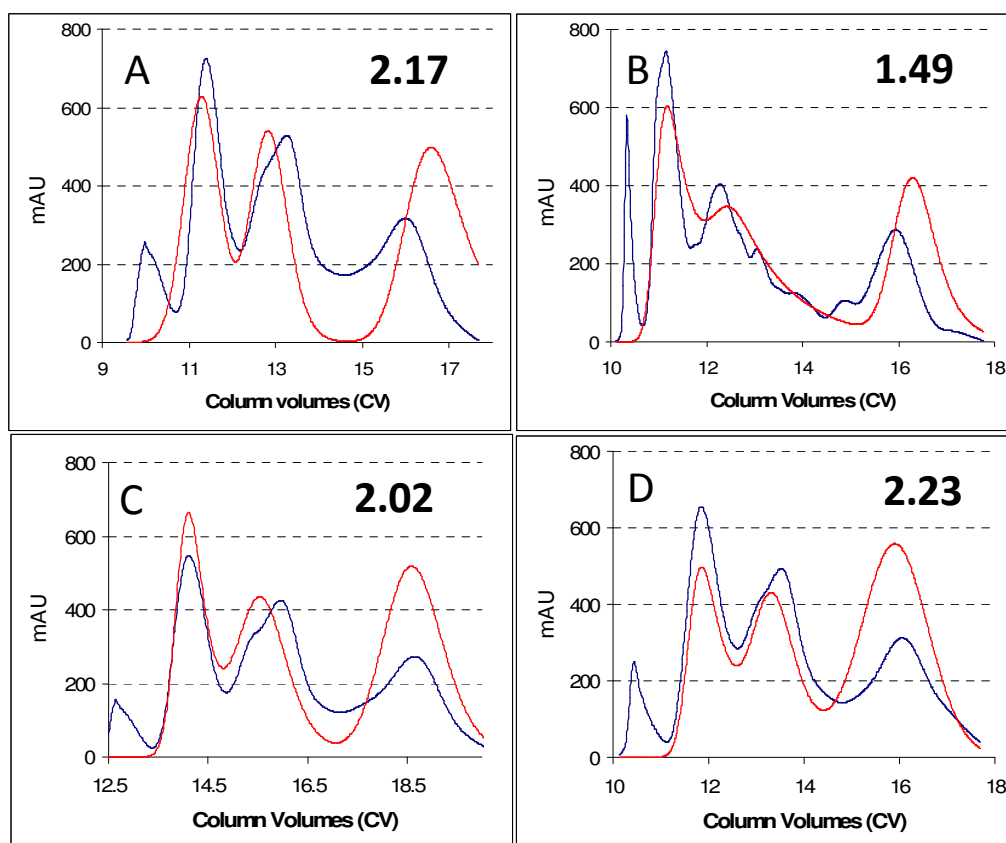 A 2.17
800
600
400
200
0
mAU
9 11 13 15 17
Column volumes (CV)
B 1.49
800
600
400
200
0
mAU
10 12 14 16 18
Column Volumes (CV)
C 2.02
800
600
400
200
0
mAU
12.5 14.5 16.5 18.5
Column Volumes (CV)
D 2.23
800
600
400
200
0
mAU
10 12 14 16 18
Column Volumes (CV)